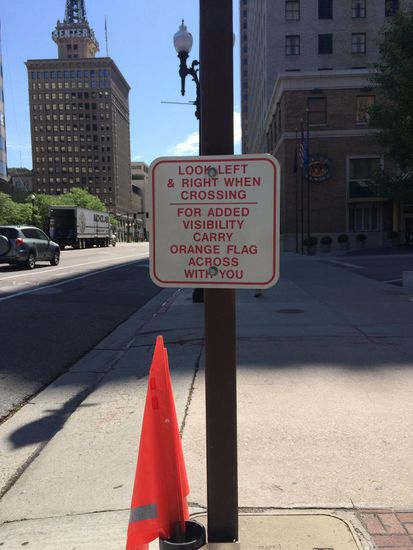 CENTER
LOOK LEFT
& RIGHT WHEN
CROSSING
FOR ADDED
VISIBILITY
CARRY
ORANGE FLAG
ACROSS
WITH YOU